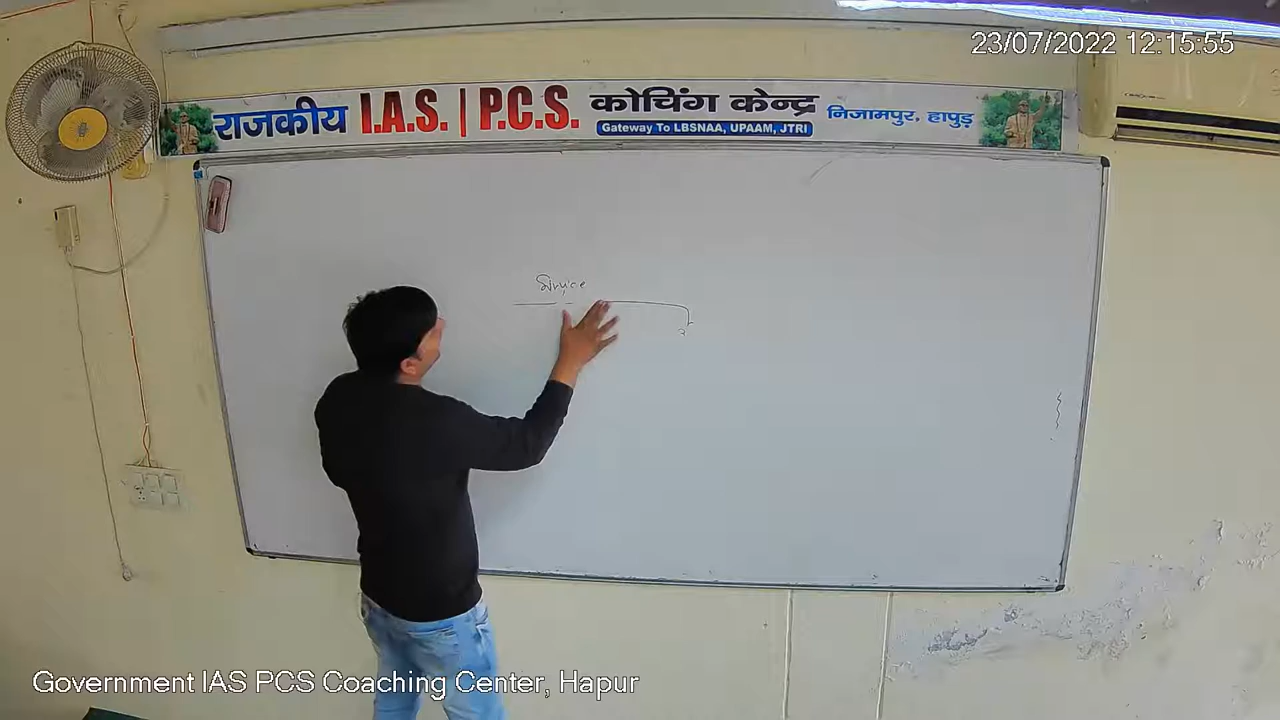 23/07/2022 12:15:55
राजकीय I.A.S. | P.C.S. कोचिंग केन्द्र निजामपुर, हापुड़
Gateway To LBSNAA, UPAAM, JTRI
Government IAS PCS Coaching Center, Hapur